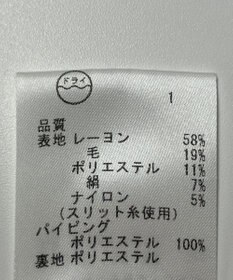 ドライ
1
品質
表地 レーヨン 58%
毛 19%
ポリエステル 11%
絹 7%
ナイロン 5%
(スリット糸使用)
パイピング
ポリエステル 100%
裏地 ポリエステル